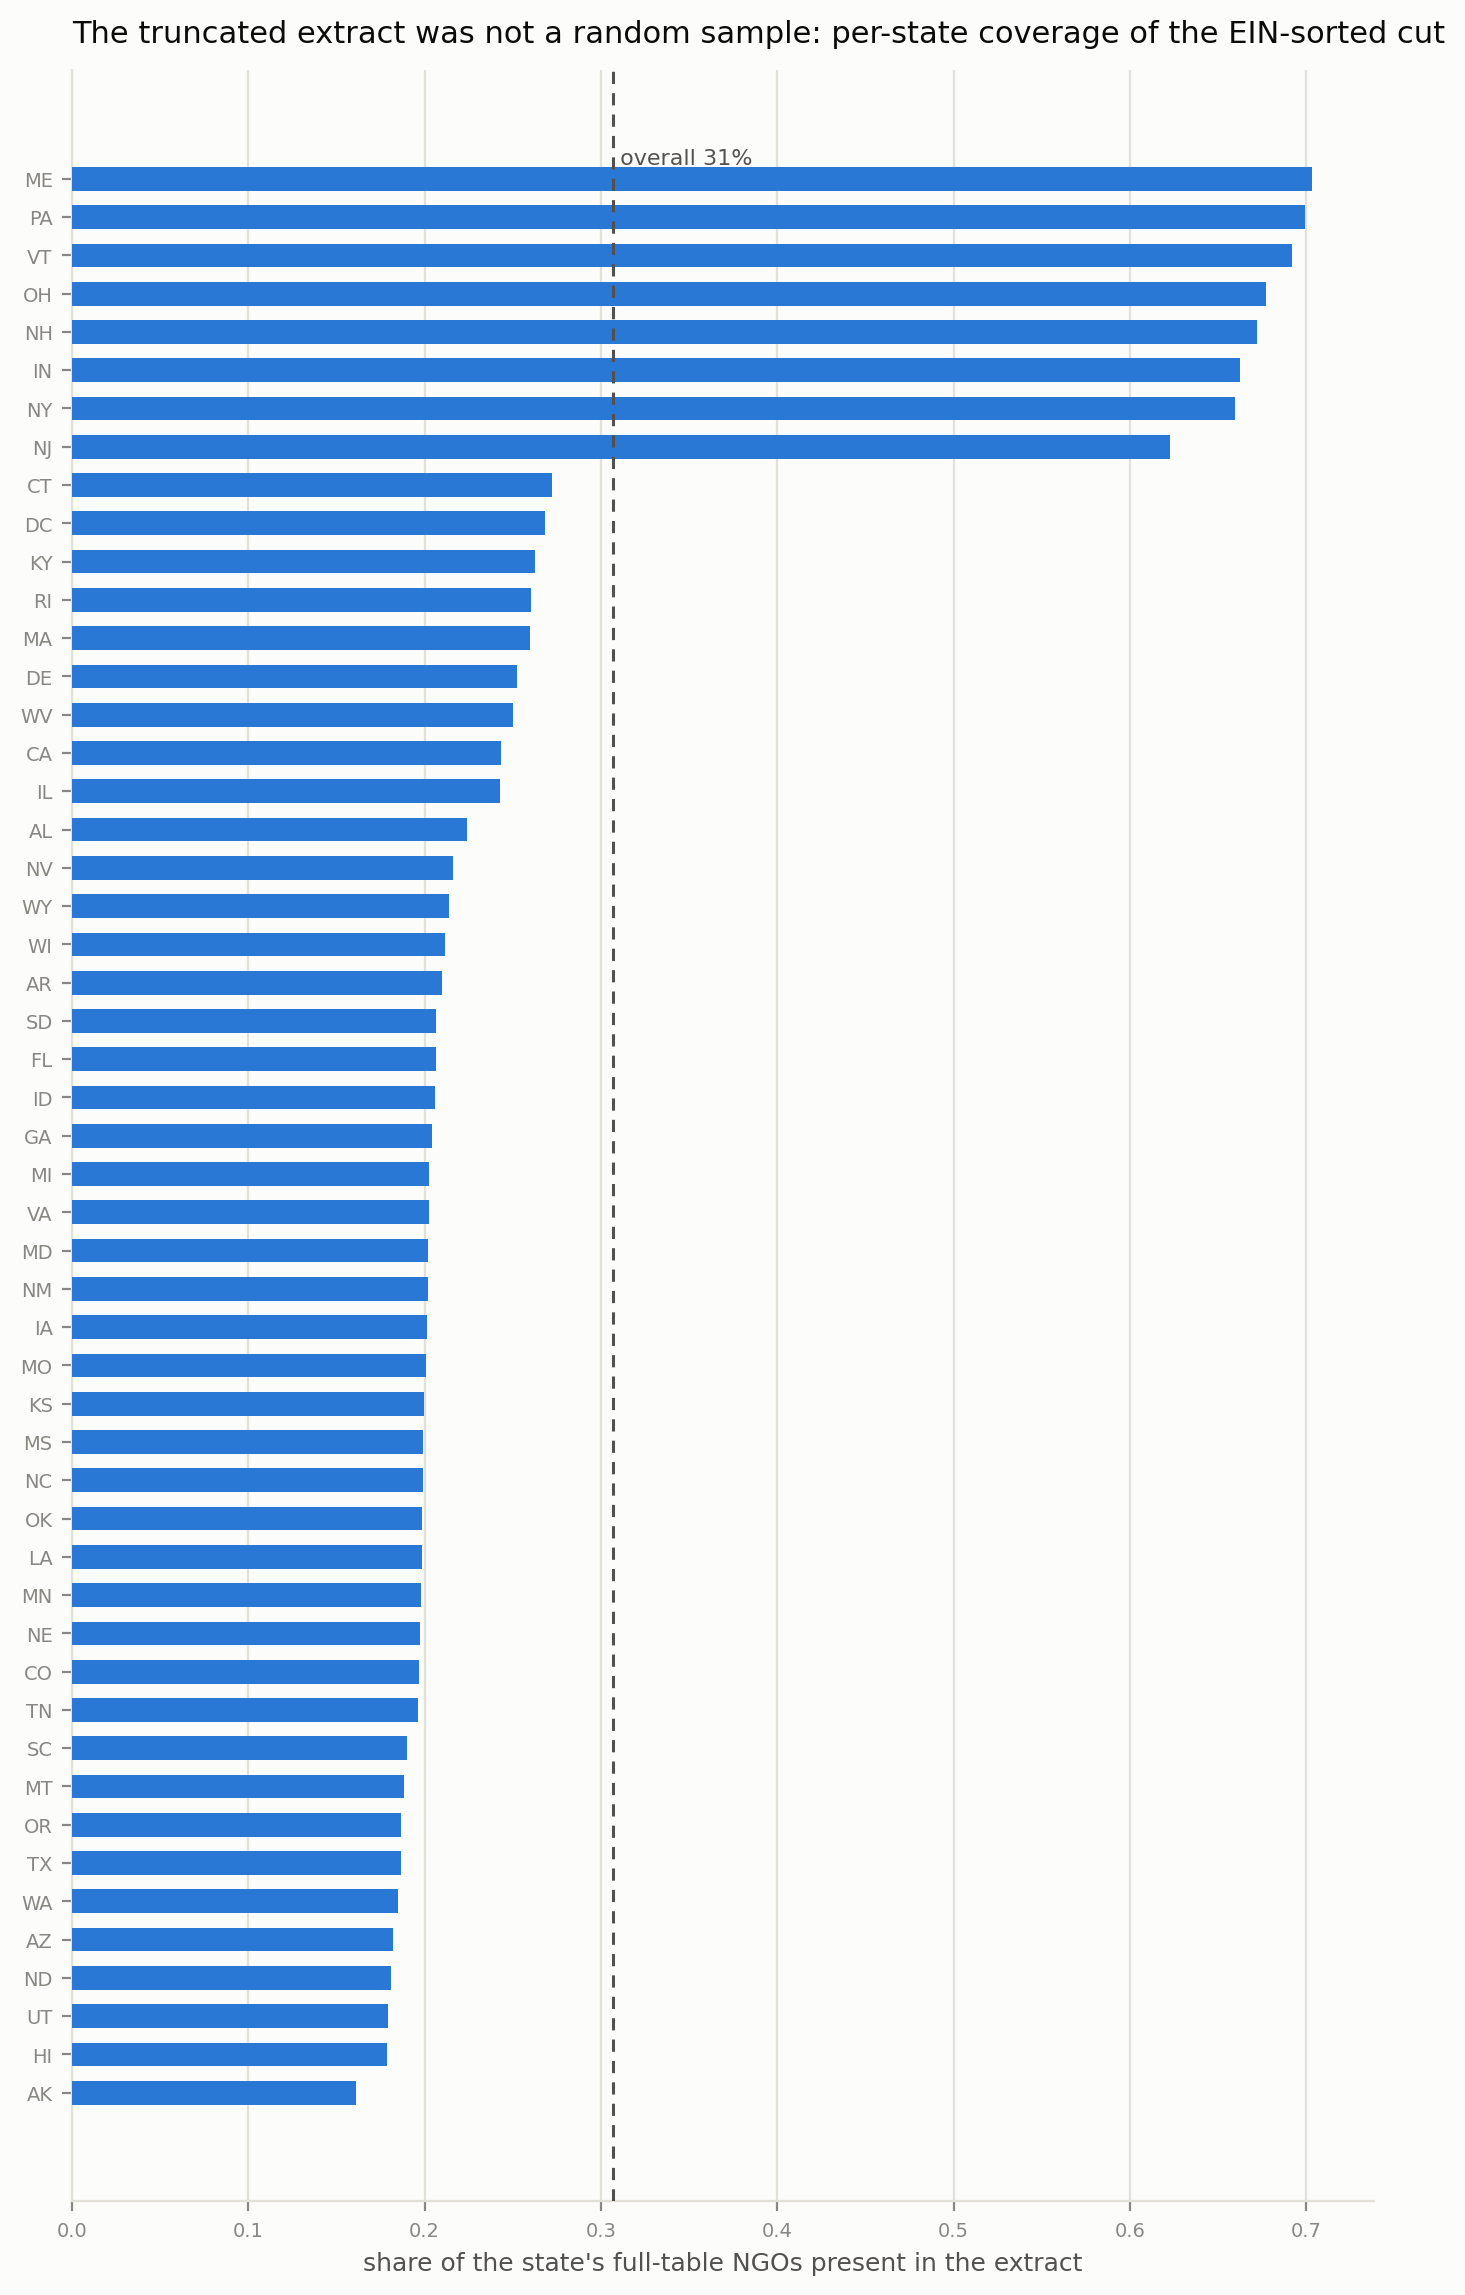 The truncated extract was not a random sample: per-state coverage of the EIN-sorted cut
overall 31%
ME
PA
VT
OH
NH
IN
NY
NJ
CT
DC
KY
RI
MA
DE
WV
CA
IL
AL
NV
WY
WI
AR
SD
FL
ID
GA
MI
VA
MD
NM
IA
MO
KS
MS
NC
OK
LA
MN
NE
CO
TN
SC
MT
OR
TX
WA
AZ
ND
UT
HI
AK
0.0 0.1 0.2 0.3 0.4 0.5 0.6 0.7
share of the state's full-table NGOs present in the extract